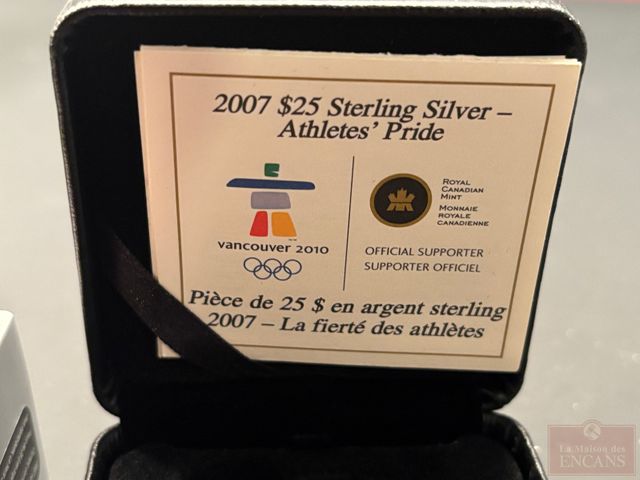 2007 $25 Sterling Silver –
Athletes' Pride
vancouver 2010
ROYAL
CANADIAN
MINT
MONNAIE
ROYALE
CANADIENNE
OFFICIAL SUPPORTER
SUPPORTER OFFICIEL
Pièce de 25 $ en argent sterling
2007 – La fierté des athlètes
La Maison des
ENCANS